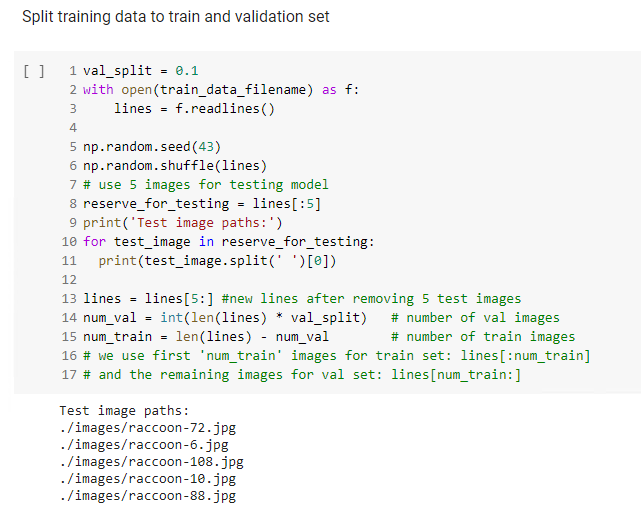 Split training data to train and validation set
[ ] 1 val_split = 0.1
2 with open(train_data_filename) as f:
3     lines = f.readlines()
4
5 np.random.seed(43)
6 np.random.shuffle(lines)
7 # use 5 images for testing model
8 reserve_for_testing = lines[:5]
9 print('Test image paths:')
10 for test_image in reserve_for_testing:
11   print(test_image.split(' ')[0])
12
13 lines = lines[5:] #new lines after removing 5 test images
14 num_val = int(len(lines) * val_split)   # number of val images
15 num_train = len(lines) - num_val        # number of train images
16 # we use first 'num_train' images for train set: lines[:num_train]
17 # and the remaining images for val set: lines[num_train:]
Test image paths:
./images/raccoon-72.jpg
./images/raccoon-6.jpg
./images/raccoon-108.jpg
./images/raccoon-10.jpg
./images/raccoon-88.jpg